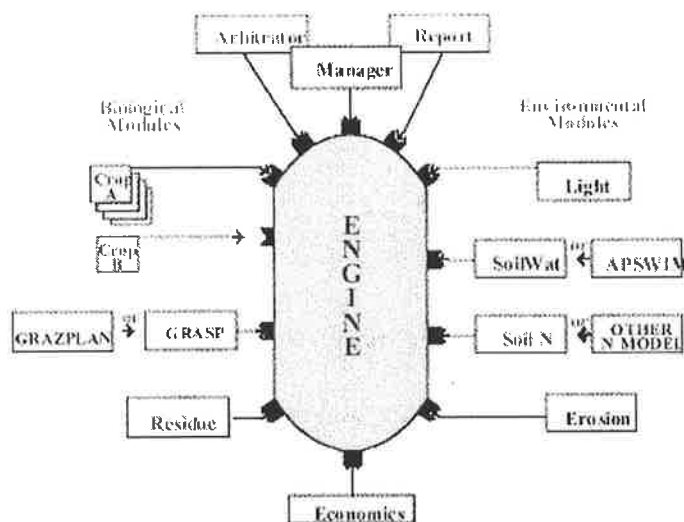 Arbitrator
Report
Manager
Biological
Modules
Environmental
Modules
Crop
A
Light
ENGINE
Crop
B
SoilWat
or
APSWIM
GRAZPLAN
or
GRASP
Soil N
or
OTHER
N MODEL
Residue
Erosion
Economics